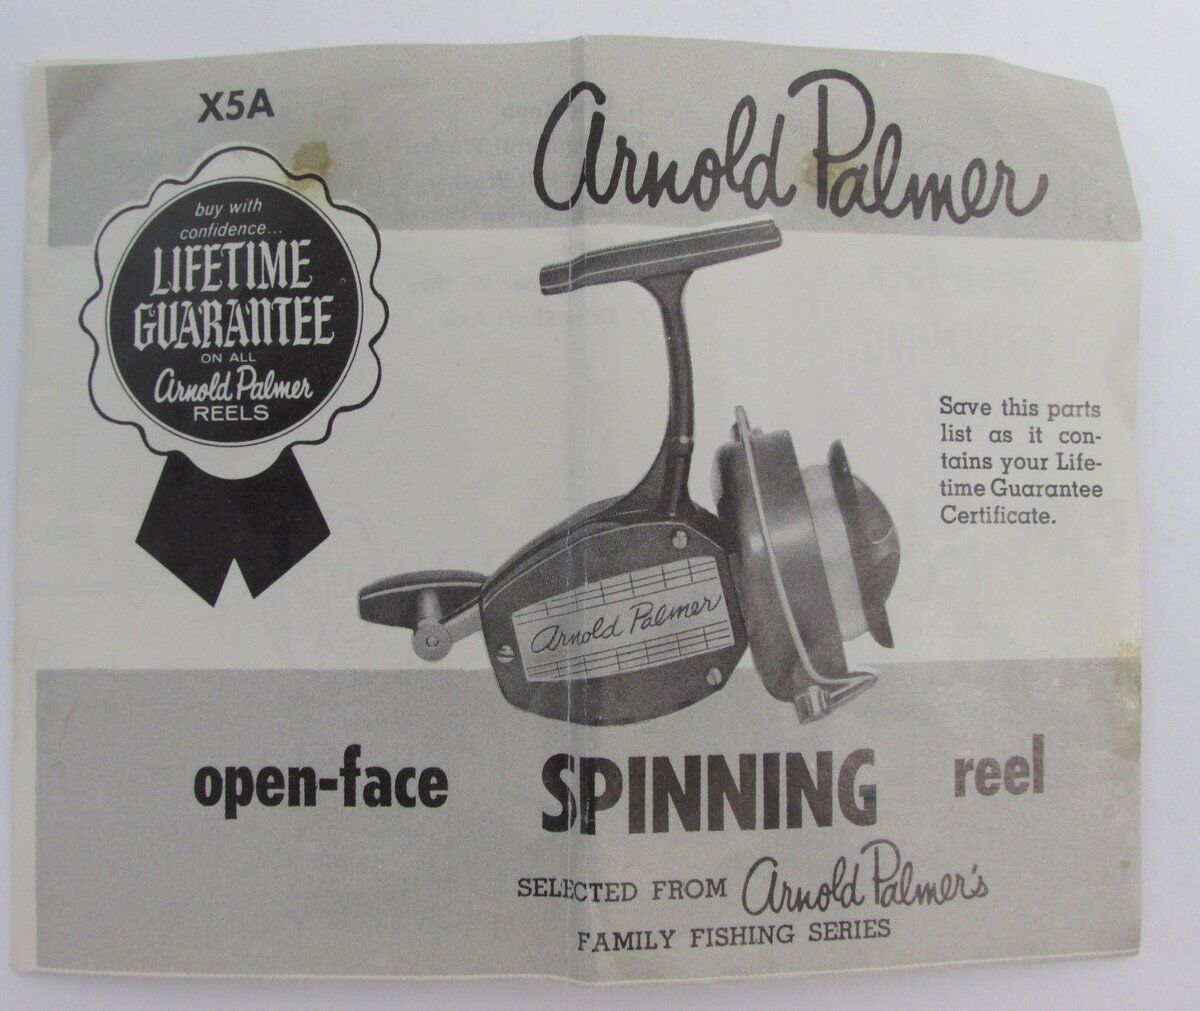 X5A
Arnold Palmer
buy with
confidence...
LIFETIME
GUARANTEE
ON ALL
Arnold Palmer
REELS
Save this parts
list as it con-
tains your Life-
time Guarantee
Certificate.
Arnold Palmer
open-face SPINNING reel
SELECTED FROM Arnold Palmer's
FAMILY FISHING SERIES